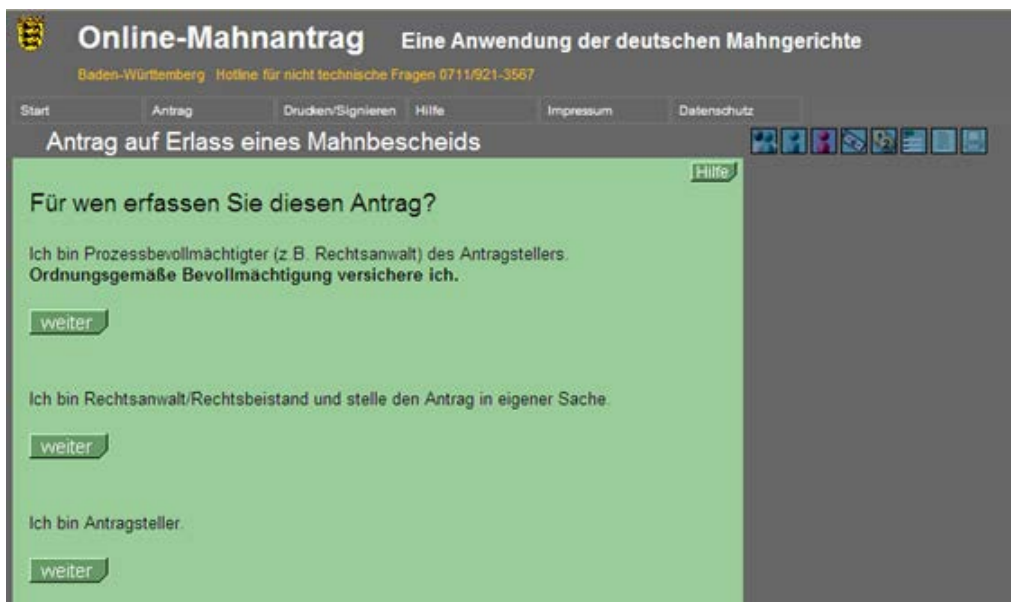 Online-Mahnantrag Eine Anwendung der deutschen Mahngerichte
Baden-Württemberg Hotline für nicht technische Fragen 0711/921-3567
Start Antrag Drucken/Signieren Hilfe Impressum Datenschutz
Antrag auf Erlass eines Mahnbescheids
Hilfe
Für wen erfassen Sie diesen Antrag?
Ich bin Prozessbevollmächtigter (z.B. Rechtsanwalt) des Antragstellers.
Ordnungsgemäße Bevollmächtigung versichere ich.
weiter
Ich bin Rechtsanwalt/Rechtsbeistand und stelle den Antrag in eigener Sache.
weiter
Ich bin Antragsteller.
weiter